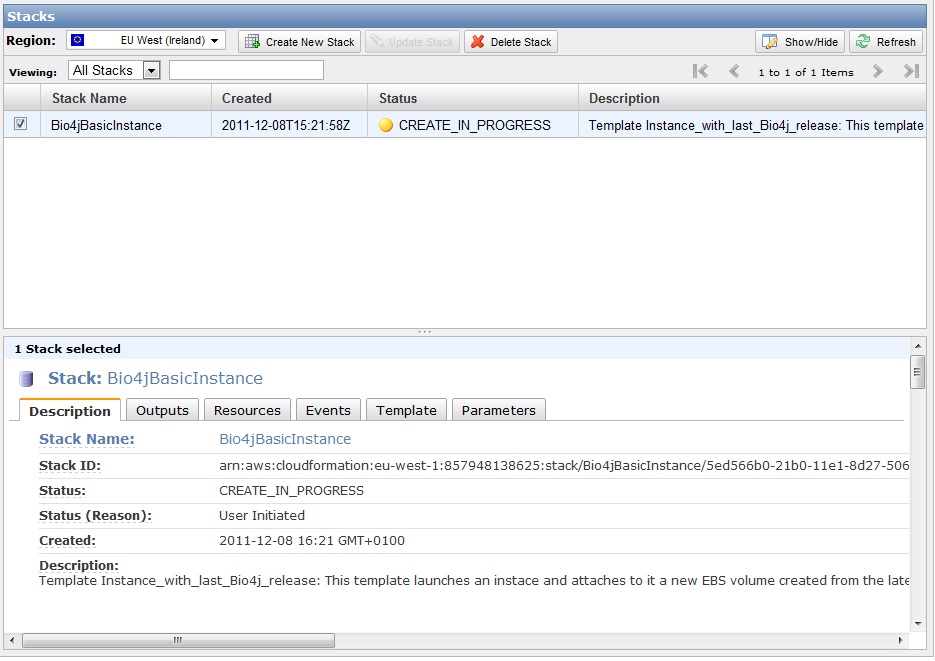 Stacks
Region: EU West (Ireland) Create New Stack Update Stack Delete Stack Show/Hide Refresh
Viewing: All Stacks 1 to 1 of 1 Items
Stack Name Created Status Description
Bio4jBasicInstance 2011-12-08T15:21:58Z CREATE_IN_PROGRESS Template Instance_with_last_Bio4j_release: This template
1 Stack selected
Stack: Bio4jBasicInstance
Description Outputs Resources Events Template Parameters
Stack Name: Bio4jBasicInstance
Stack ID: arn:aws:cloudformation:eu-west-1:857948138625:stack/Bio4jBasicInstance/5ed566b0-21b0-11e1-8d27-506
Status: CREATE_IN_PROGRESS
Status (Reason): User Initiated
Created: 2011-12-08 16:21 GMT+0100
Description:
Template Instance_with_last_Bio4j_release: This template launches an instace and attaches to it a new EBS volume created from the late